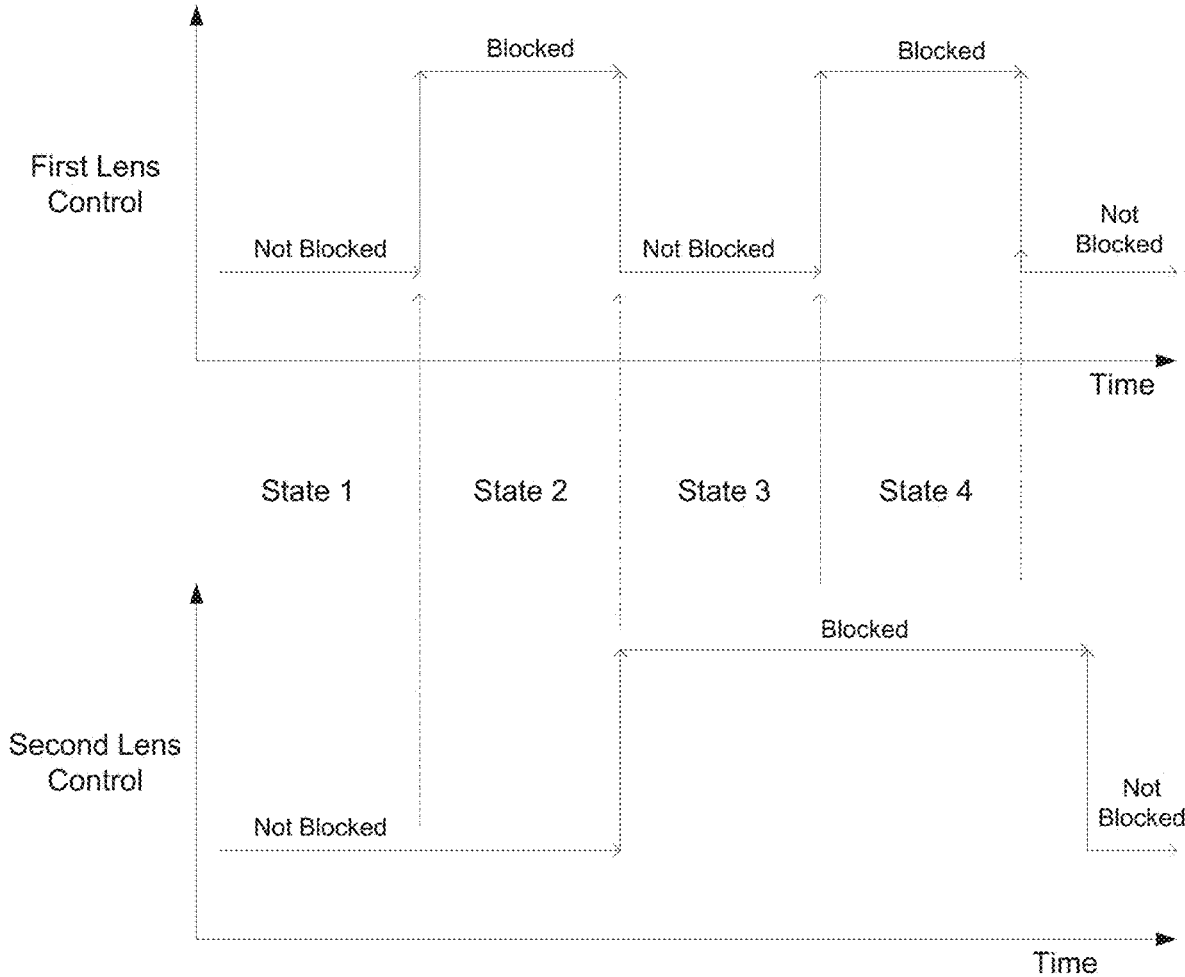 Blocked
Blocked
First Lens
Control
Not Blocked
Not Blocked
Not
Blocked
Time
State 1
State 2
State 3
State 4
Blocked
Second Lens
Control
Not Blocked
Not
Blocked
Time